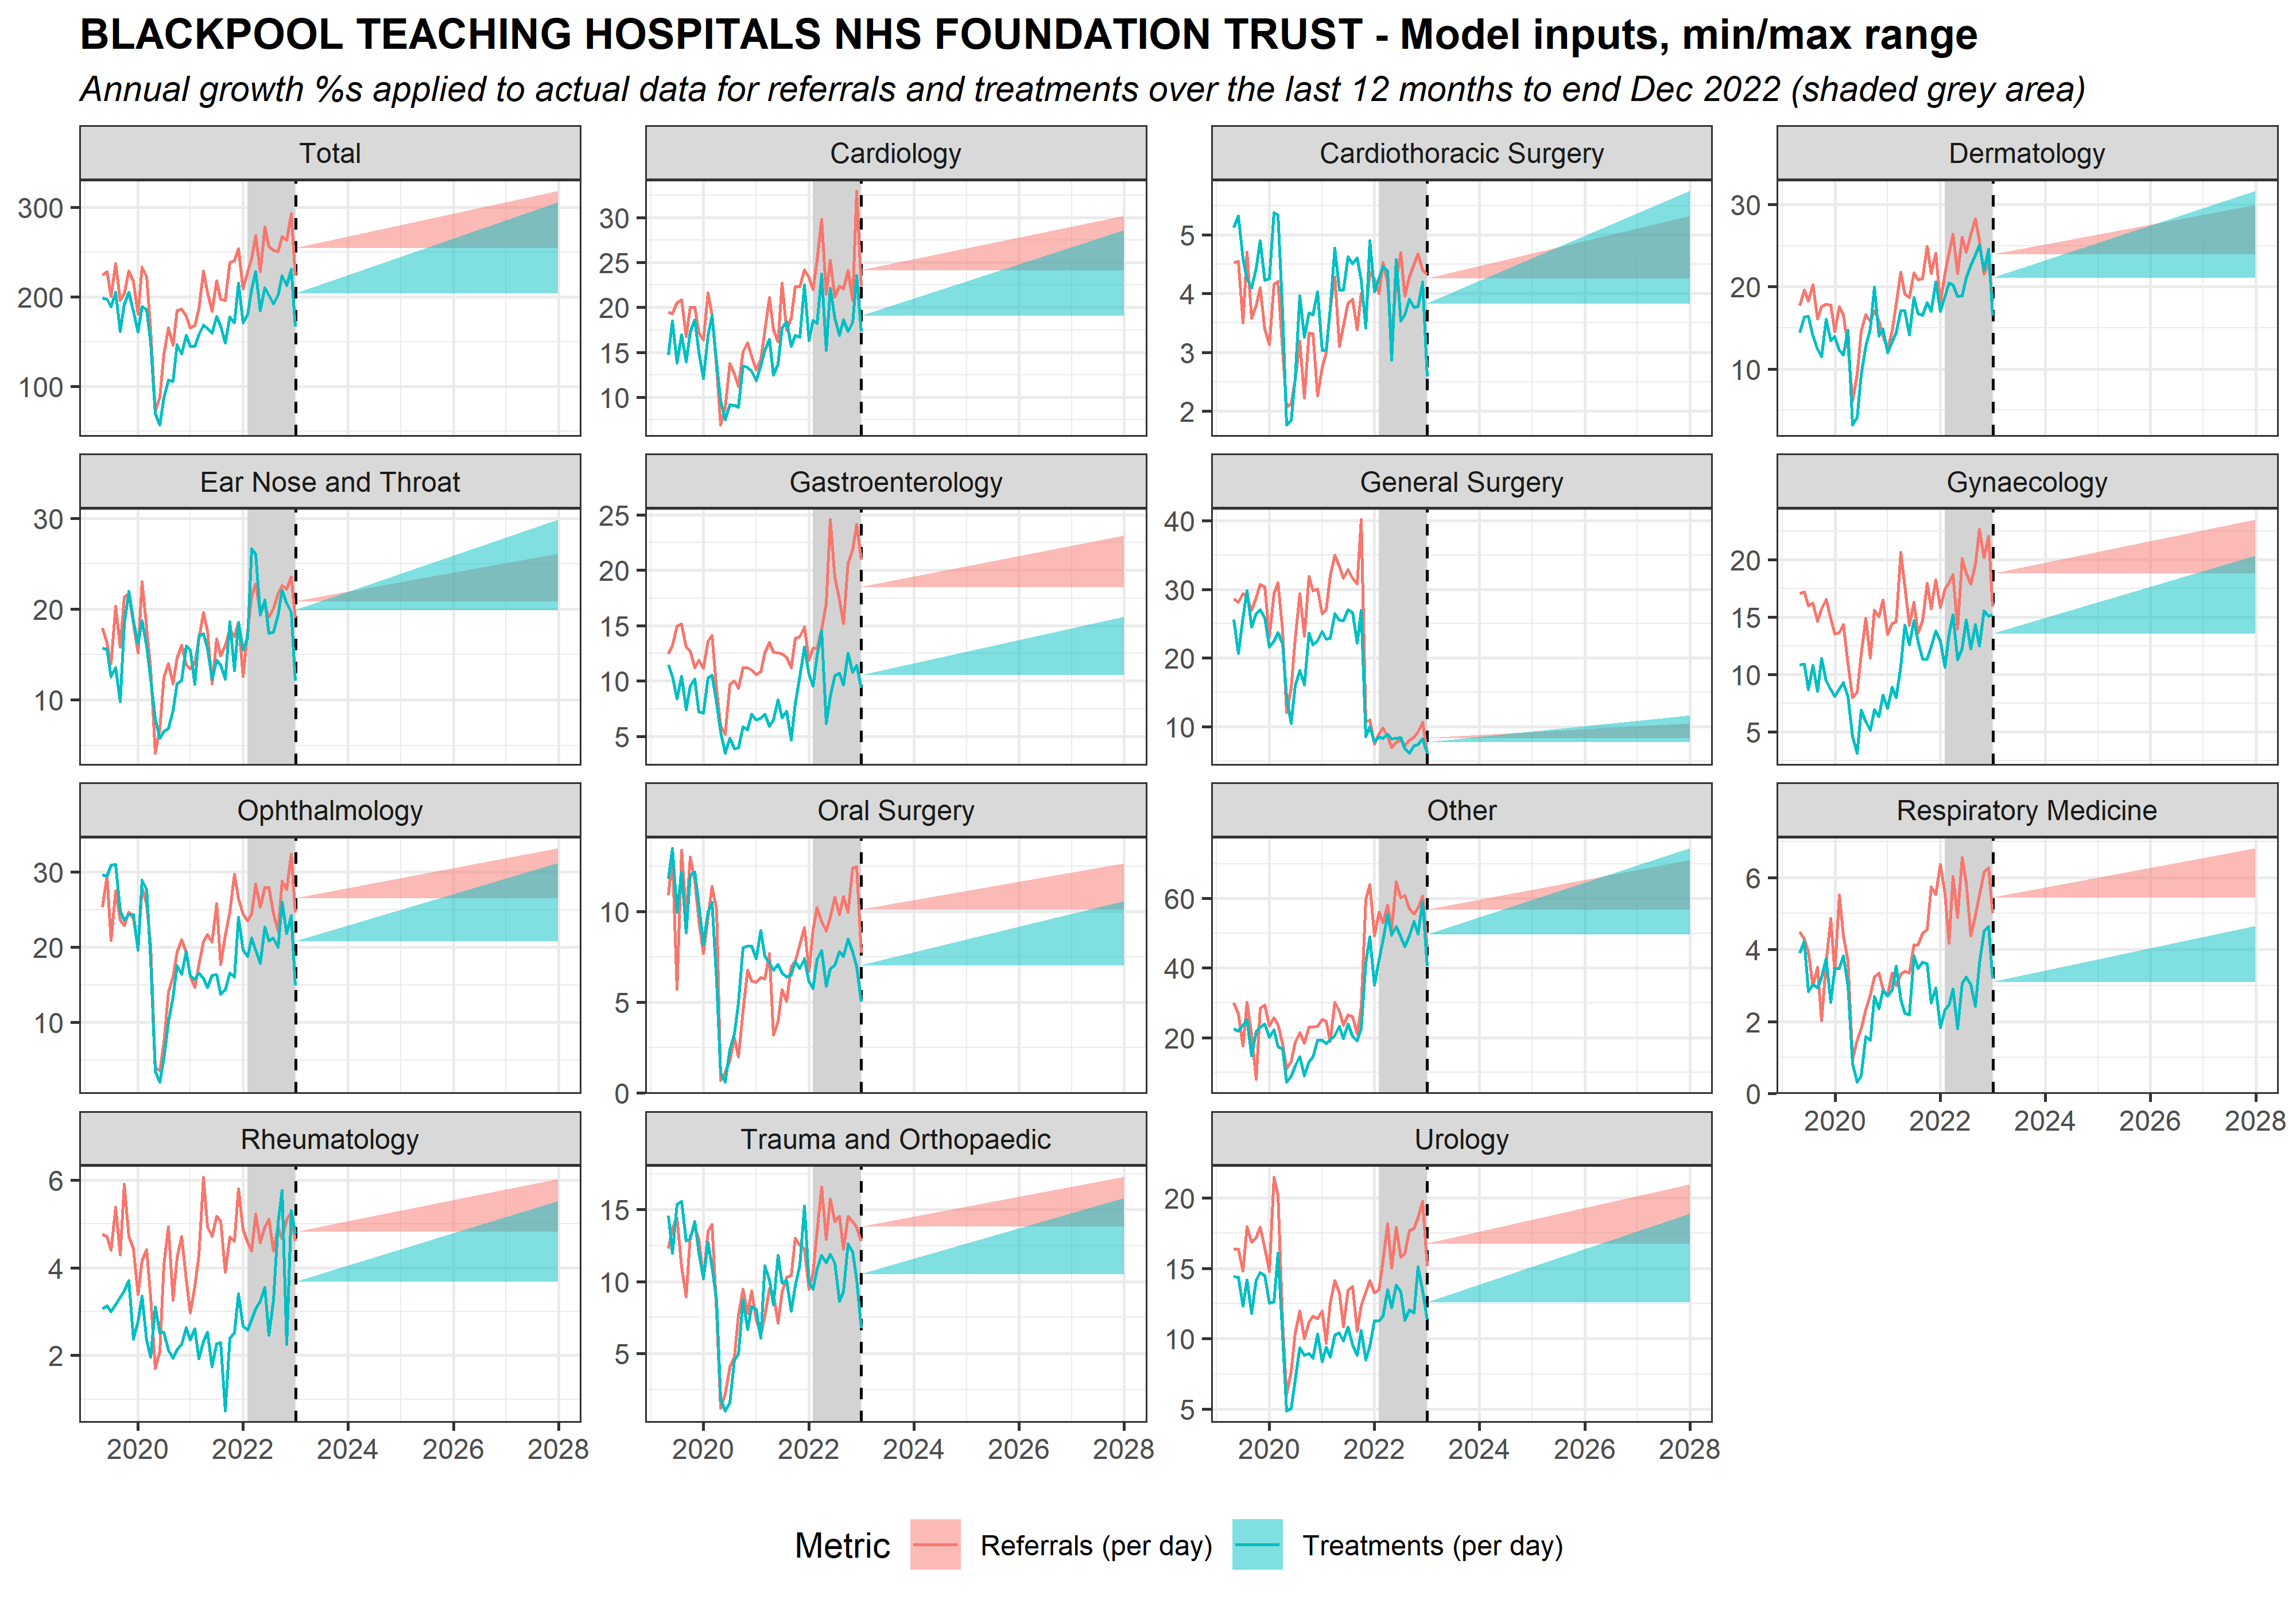 BLACKPOOL TEACHING HOSPITALS NHS FOUNDATION TRUST - Model inputs, min/max range
Annual growth %s applied to actual data for referrals and treatments over the last 12 months to end Dec 2022 (shaded grey area)
Total
Cardiology
Cardiothoracic Surgery
Dermatology
300
200
100
30
25
20
15
10
5
4
3
2
30
20
10
Ear Nose and Throat
Gastroenterology
General Surgery
Gynaecology
30
20
10
25
20
15
10
5
40
30
20
10
20
15
10
5
Ophthalmology
Oral Surgery
Other
Respiratory Medicine
30
20
10
10
5
0
60
40
20
6
4
2
0
2020 2022 2024 2026 2028
Rheumatology
Trauma and Orthopaedic
Urology
6
4
2
15
10
5
20
15
10
5
2020 2022 2024 2026 2028
2020 2022 2024 2026 2028
2020 2022 2024 2026 2028
Metric Referrals (per day) Treatments (per day)